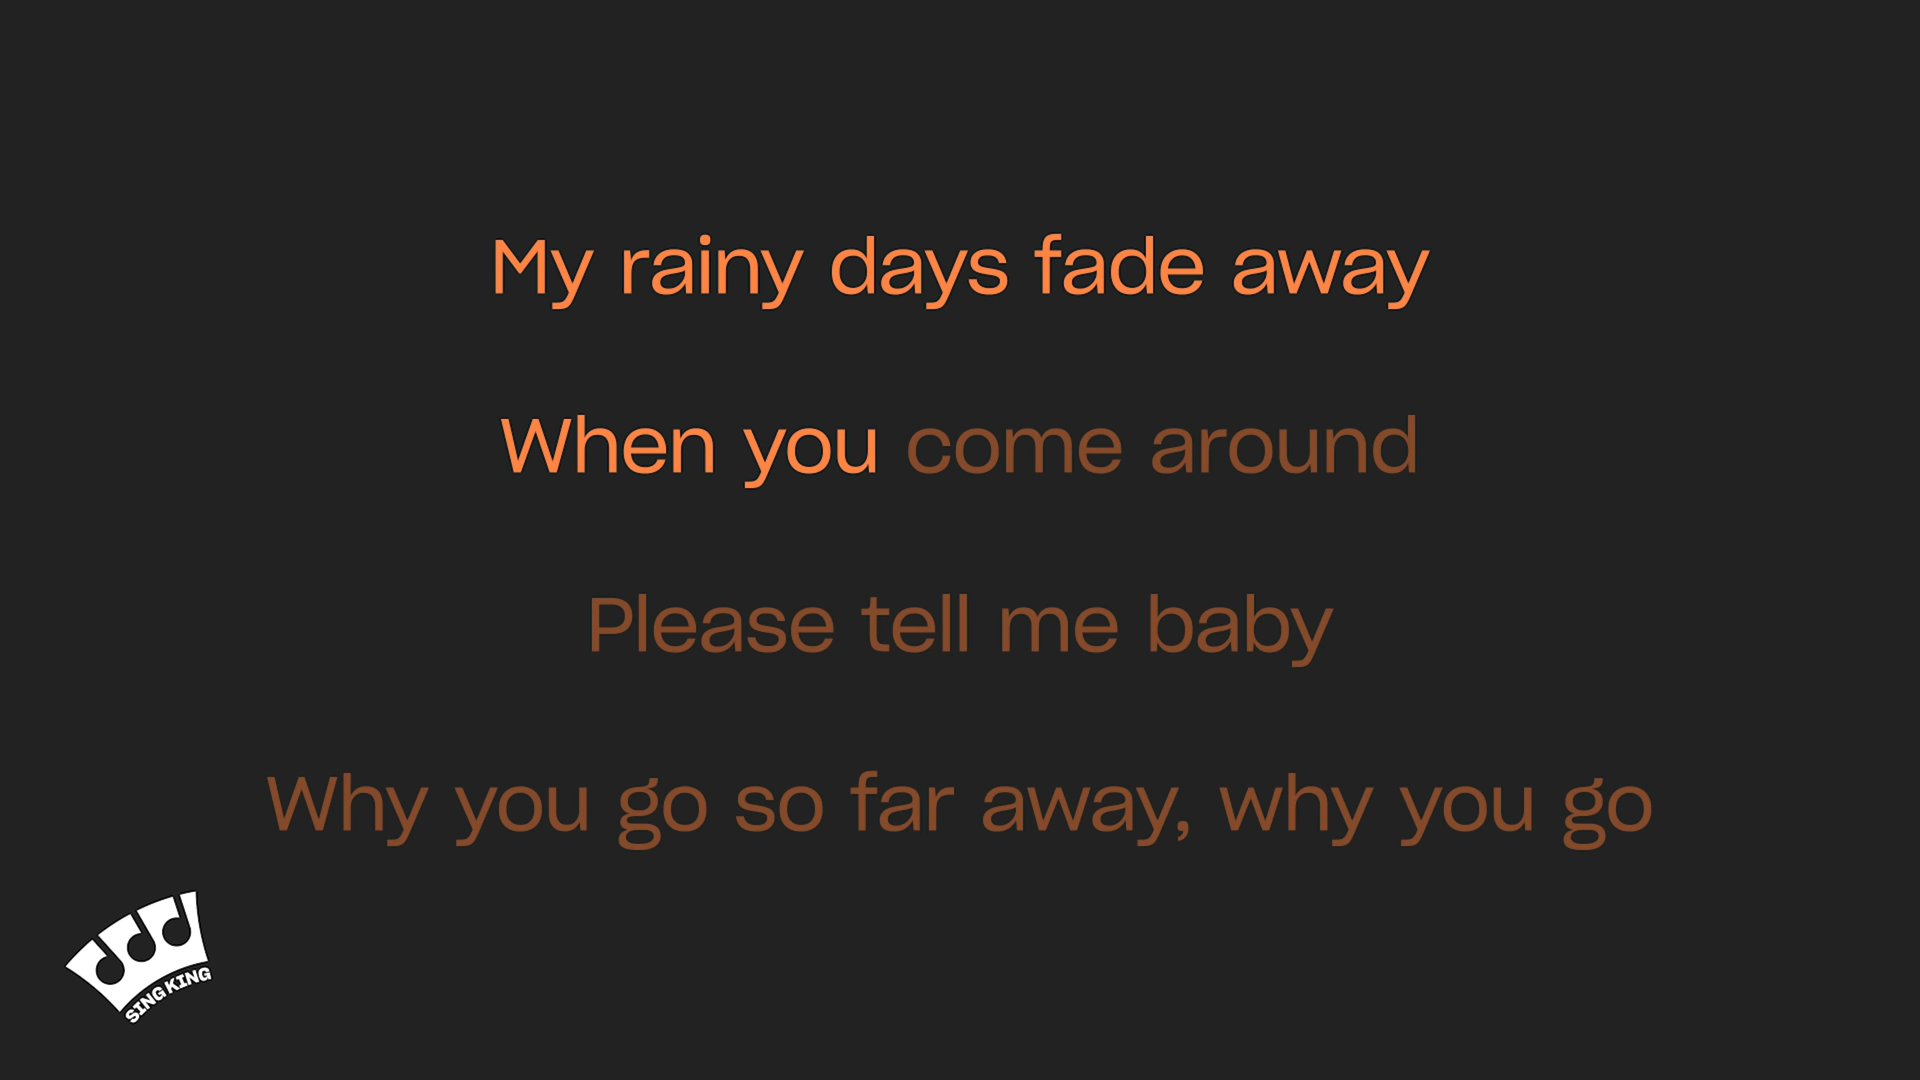 My rainy days fade away
When you come around
Please tell me baby
Why you go so far away, why you go
SING KING